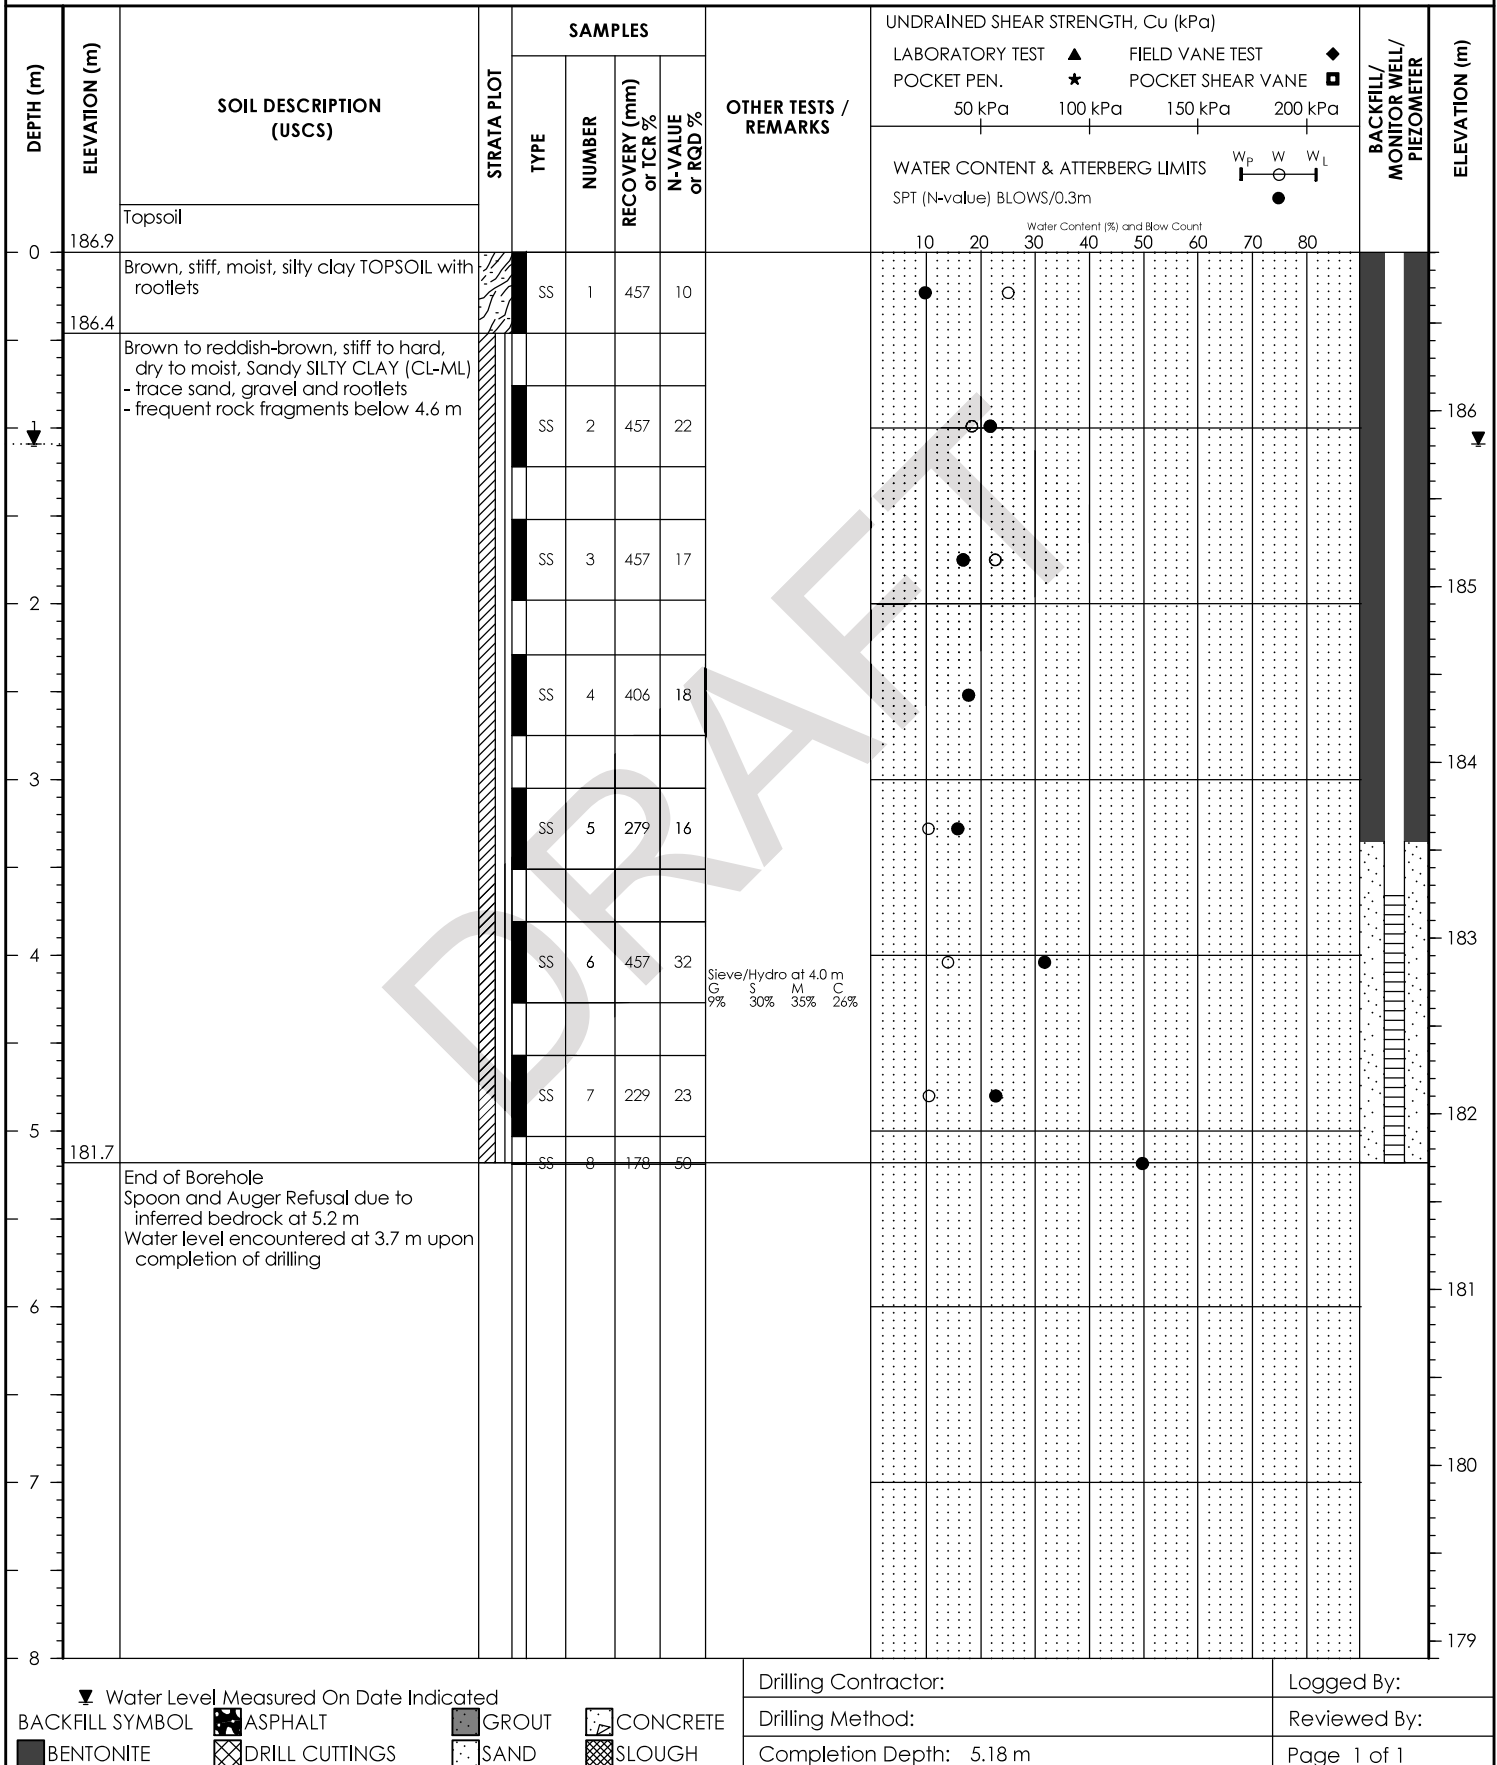 DEPTH (m)
ELEVATION (m)
SOIL DESCRIPTION
(USCS)
STRATA PLOT
SAMPLES
TYPE
NUMBER
RECOVERY (mm)
or TCR %
N-VALUE
or RQD %
OTHER TESTS /
REMARKS
UNDRAINED SHEAR STRENGTH, Cu (kPa)
LABORATORY TEST ▲ FIELD VANE TEST ◆
POCKET PEN. ★ POCKET SHEAR VANE
50 kPa 100 kPa 150 kPa 200 kPa
WATER CONTENT & ATTERBERG LIMITS
WP W WL
SPT (N-value) BLOWS/0.3m ●
Water Content (%) and Blow Count
10 20 30 40 50 60 70 80
BACKFILL/
MONITOR WELL/
PIEZOMETER
ELEVATION (m)
Topsoil
0 186.9
Brown, stiff, moist, silty clay TOPSOIL with
rootlets
SS 1 457 10
186.4
Brown to reddish-brown, stiff to hard,
dry to moist, Sandy SILTY CLAY (CL-ML)
- trace sand, gravel and rootlets
- frequent rock fragments below 4.6 m
186
1
SS 2 457 22
SS 3 457 17
185
2
SS 4 406 18
184
3
SS 5 279 16
183
4
SS 6 457 32
Sieve/Hydro at 4.0 m
G S M C
9% 30% 35% 26%
SS 7 229 23
182
5
181.7
SS 8 178 50
End of Borehole
Spoon and Auger Refusal due to
inferred bedrock at 5.2 m
Water level encountered at 3.7 m upon
completion of drilling
181
6
180
7
179
8
DRAFT
Water Level Measured On Date Indicated
BACKFILL SYMBOL ASPHALT GROUT CONCRETE
BENTONITE DRILL CUTTINGS SAND SLOUGH
Drilling Contractor:
Logged By:
Drilling Method:
Reviewed By:
Completion Depth: 5.18 m
Page 1 of 1